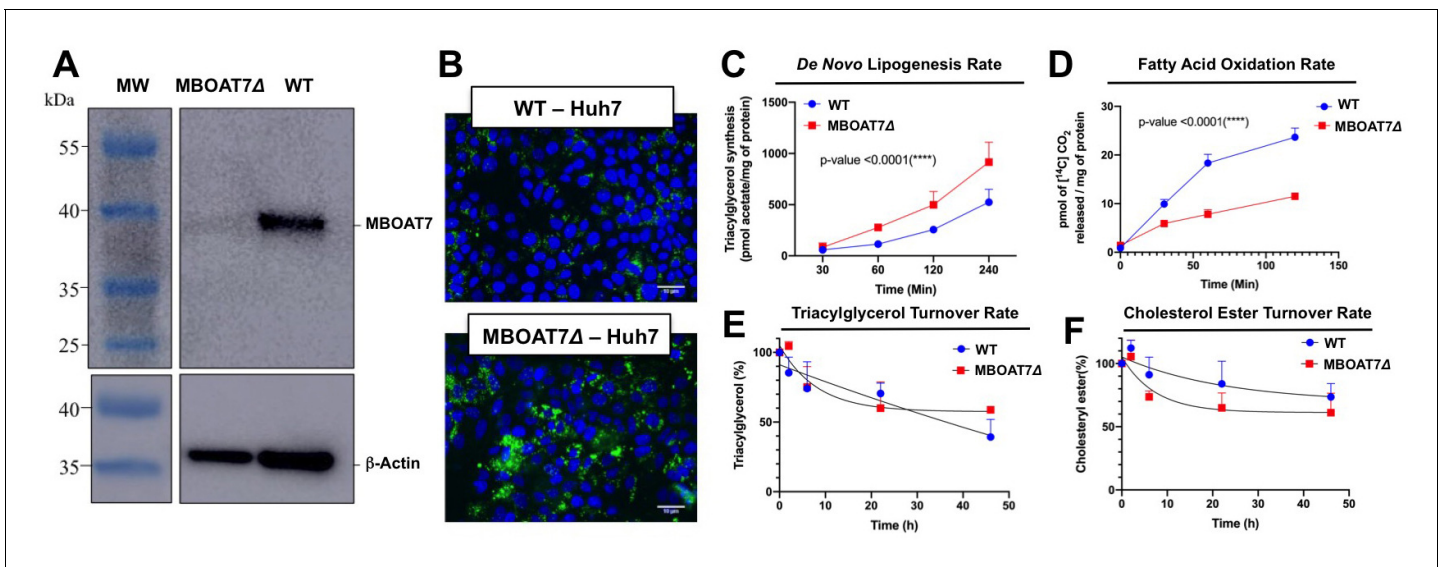 A
MW MBOAT7Δ WT
kDa
55
40
35
25
MBOAT7
40
35
β-Actin
B
WT – Huh7
10 μm
MBOAT7Δ – Huh7
10 μm
C
De Novo Lipogenesis Rate
WT
MBOAT7Δ
p-value <0.0001(****)
Triacylglycerol synthesis
(pmol acetate/mg of protein)
1500
1000
500
0
30 60 120 240
Time (Min)
D
Fatty Acid Oxidation Rate
WT
MBOAT7Δ
p-value <0.0001(****)
pmol of [¹⁴C] CO₂
released / mg of protein
30
20
10
0
0 50 100 150
Time (Min)
E
Triacylglycerol Turnover Rate
WT
MBOAT7Δ
Triacylglycerol (%)
100
50
0
0 10 20 30 40 50
Time (h)
F
Cholesterol Ester Turnover Rate
WT
MBOAT7Δ
Cholesteryl ester(%)
100
50
0
0 10 20 30 40 50
Time (h)